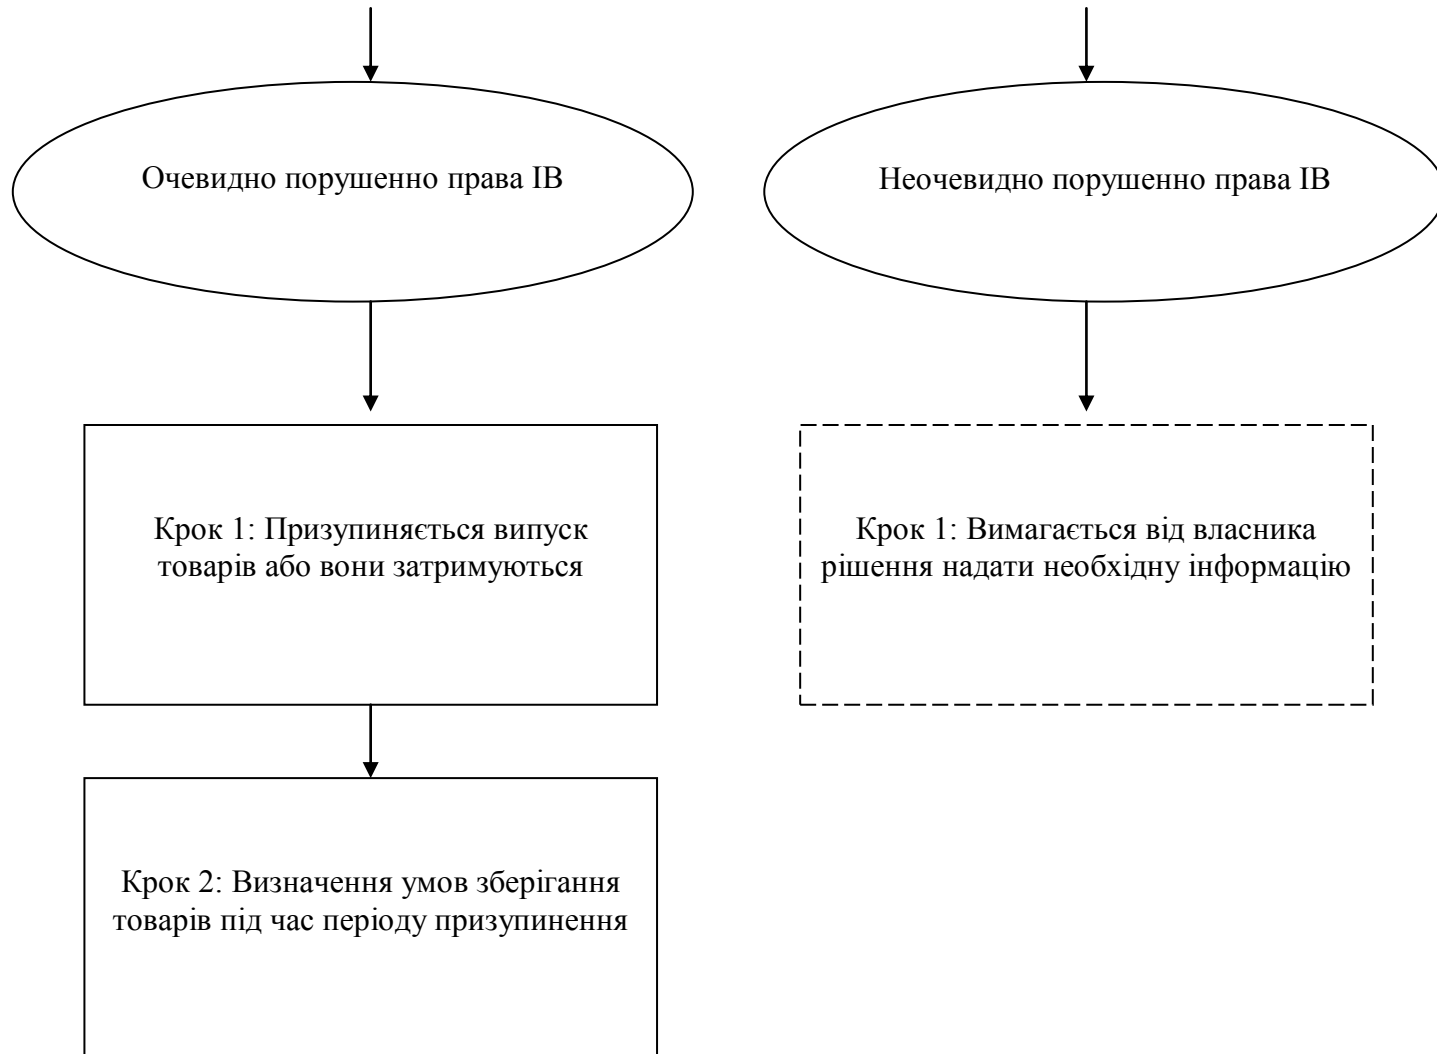 Очевидно порушенно права ІВ
Неочевидно порушенно права ІВ
Крок 1: Призупиняється випуск
товарів або вони затримуються
Крок 1: Вимагається від власника
рішення надати необхідну інформацію
Крок 2: Визначення умов зберігання
товарів під час періоду призупинення